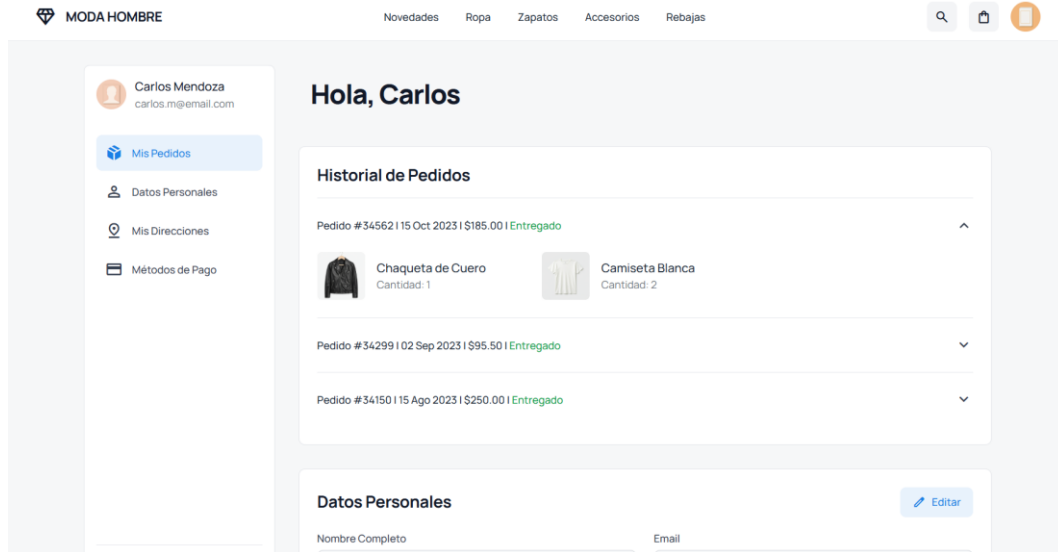 MODA HOMBRE
Novedades Ropa Zapatos Accesorios Rebajas
Carlos Mendoza
carlos.m@email.com
Mis Pedidos
Datos Personales
Mis Direcciones
Métodos de Pago
Hola, Carlos
Historial de Pedidos
Pedido #34562 | 15 Oct 2023 | $185.00 | Entregado
Chaqueta de Cuero
Cantidad: 1
Camiseta Blanca
Cantidad: 2
Pedido #34299 | 02 Sep 2023 | $95.50 | Entregado
Pedido #34150 | 15 Ago 2023 | $250.00 | Entregado
Datos Personales
Editar
Nombre Completo
Email